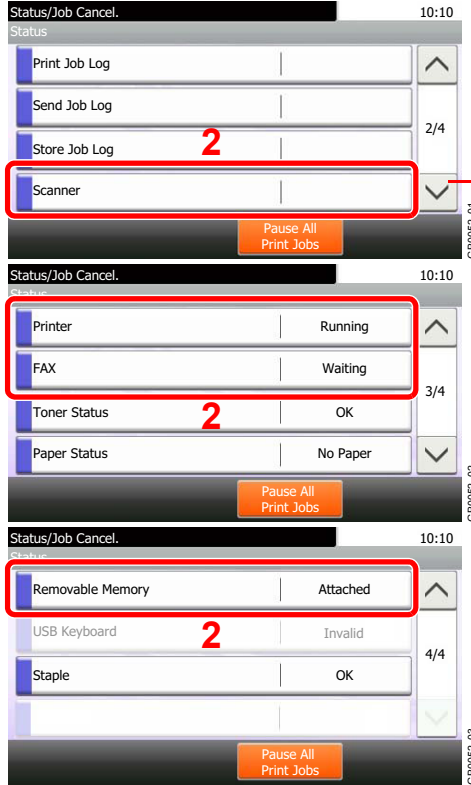 Status/Job Cancel. 10:10
Status
Print Job Log
Send Job Log
2/4
Store Job Log
2
Scanner
Pause All
Print Jobs
Status/Job Cancel. 10:10
Status
Printer Running
FAX Waiting
3/4
Toner Status OK
2
Paper Status No Paper
Pause All
Print Jobs
Status/Job Cancel. 10:10
Status
Removable Memory Attached
USB Keyboard Invalid
2
4/4
Staple OK
Pause All
Print Jobs